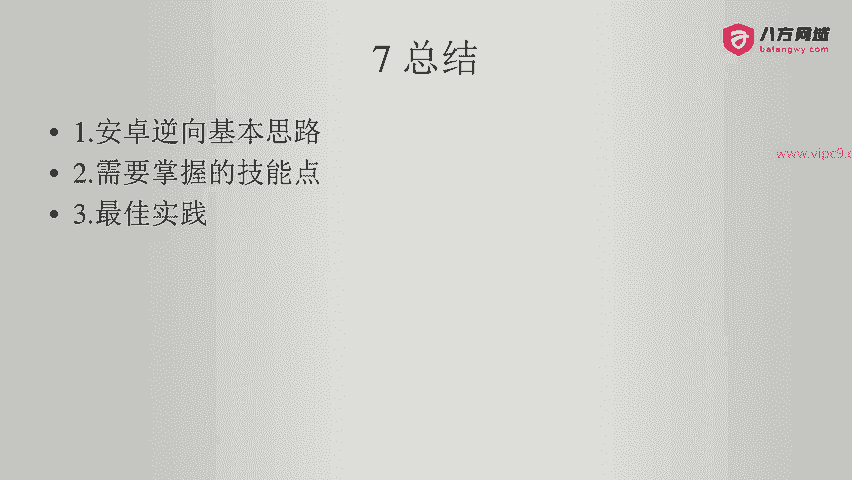 7 总结
八方网域
bafangwy.com
• 1.安卓逆向基本思路
www.vipc9.c
• 2.需要掌握的技能点
• 3.最佳实践